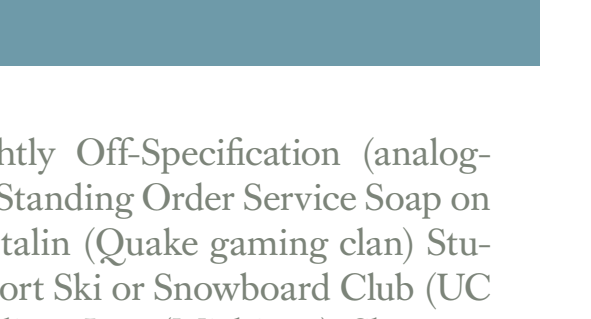 htly Off-Specification (analog-
Standing Order Service Soap on
talin (Quake gaming clan) Stu-
ort Ski or Snowboard Club (UC